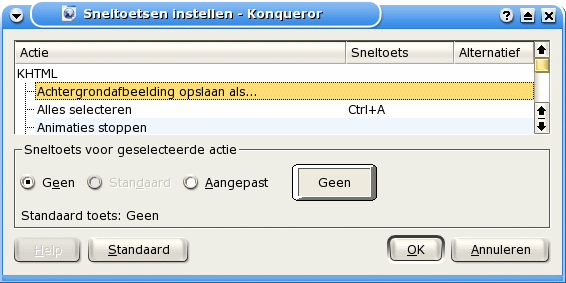 Sneltoetsen instellen - Konqueror
Actie Sneltoets Alternatief
KHTML
Achtergrondafbeelding opslaan als...
Alles selecteren Ctrl+A
Animaties stoppen
Sneltoets voor geselecteerde actie
Geen Standaard Aangepast Geen
Standaard toets: Geen
Help Standaard OK Annuleren